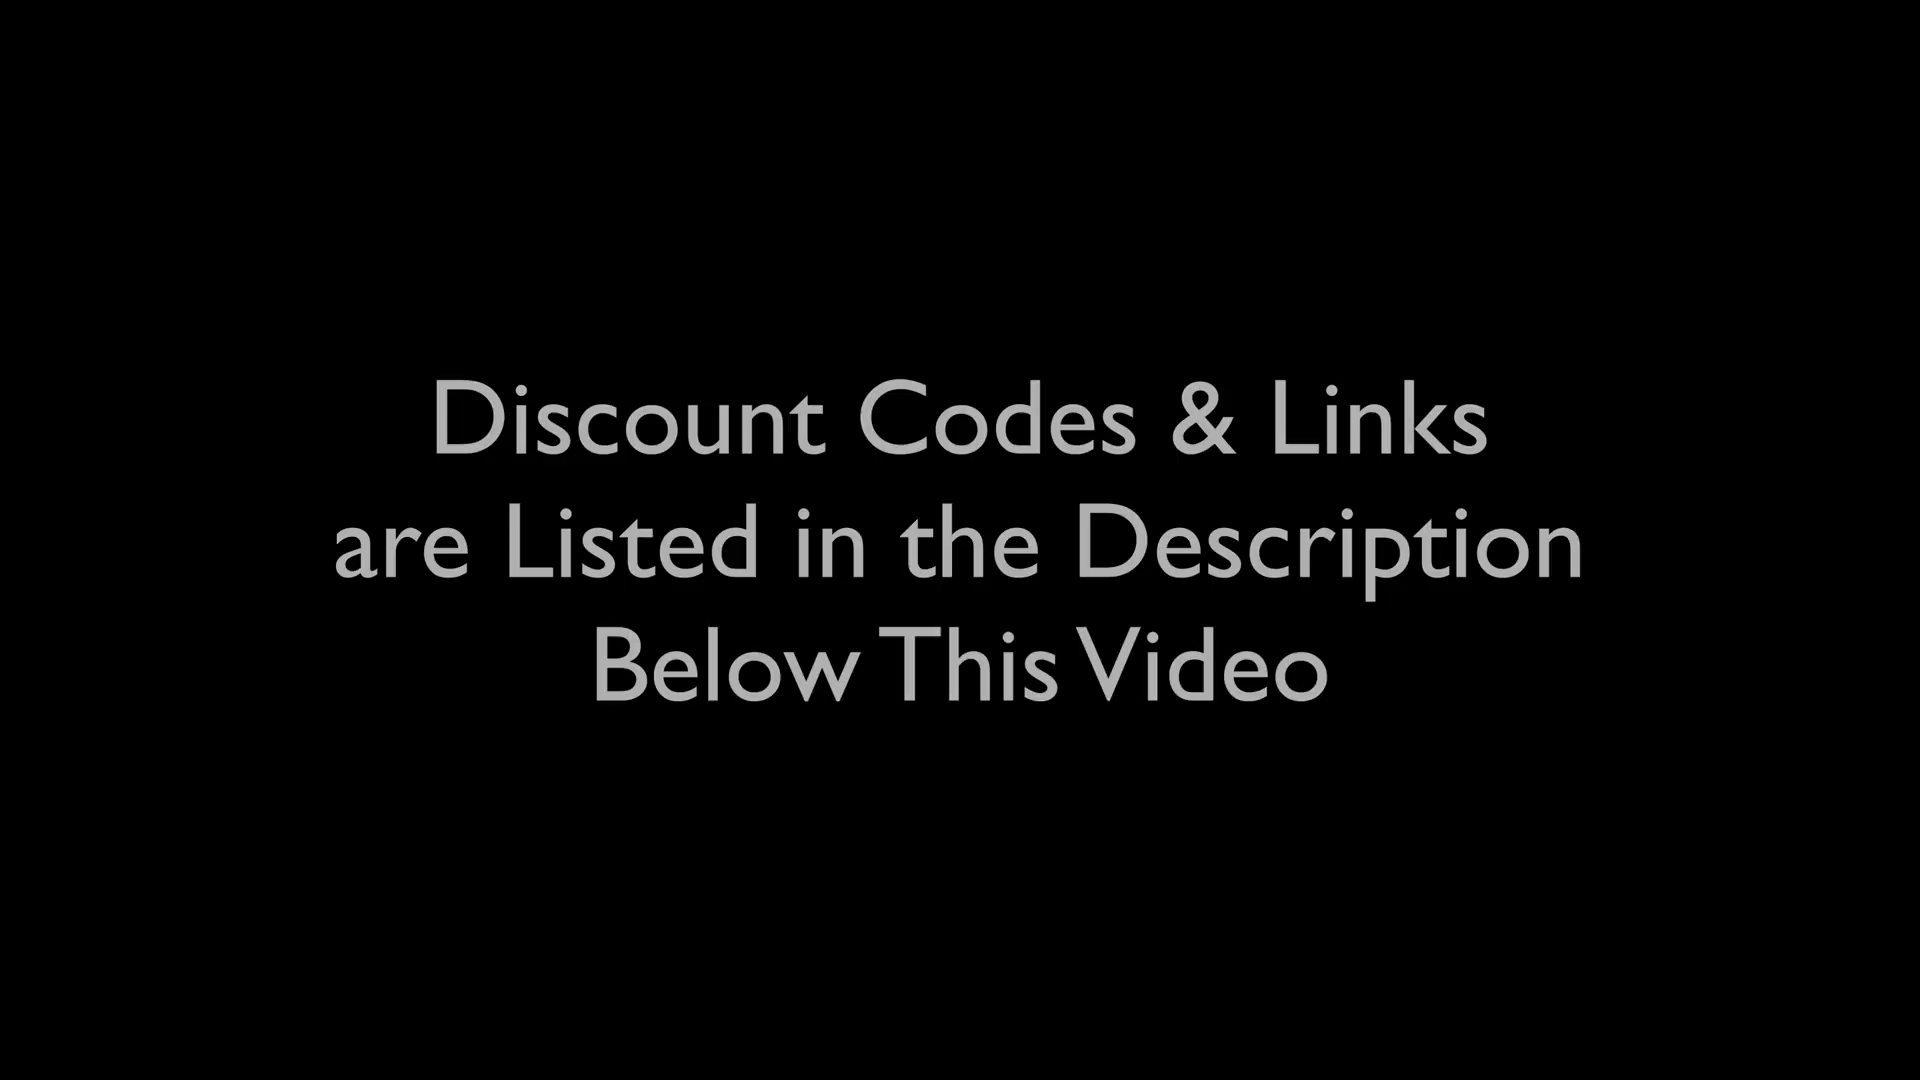 Discount Codes & Links
are Listed in the Description
Below This Video